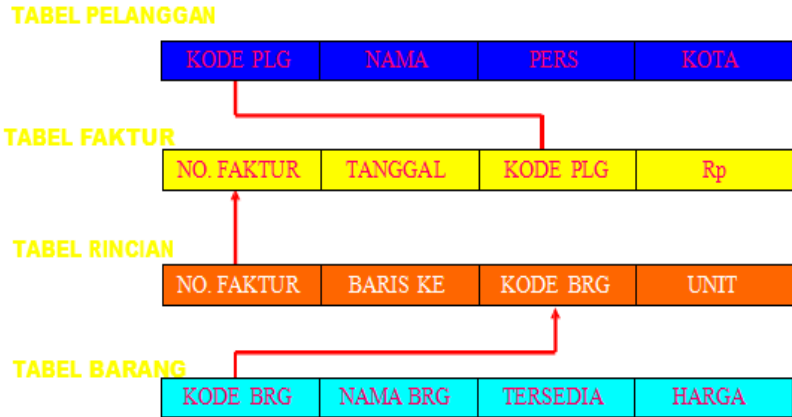 TABEL PELANGGAN
KODE PLG NAMA PERS KOTA
TABEL FAKTUR
NO. FAKTUR TANGGAL KODE PLG Rp
TABEL RINCIAN
NO. FAKTUR BARIS KE KODE BRG UNIT
TABEL BARANG
KODE BRG NAMA BRG TERSEDIA HARGA